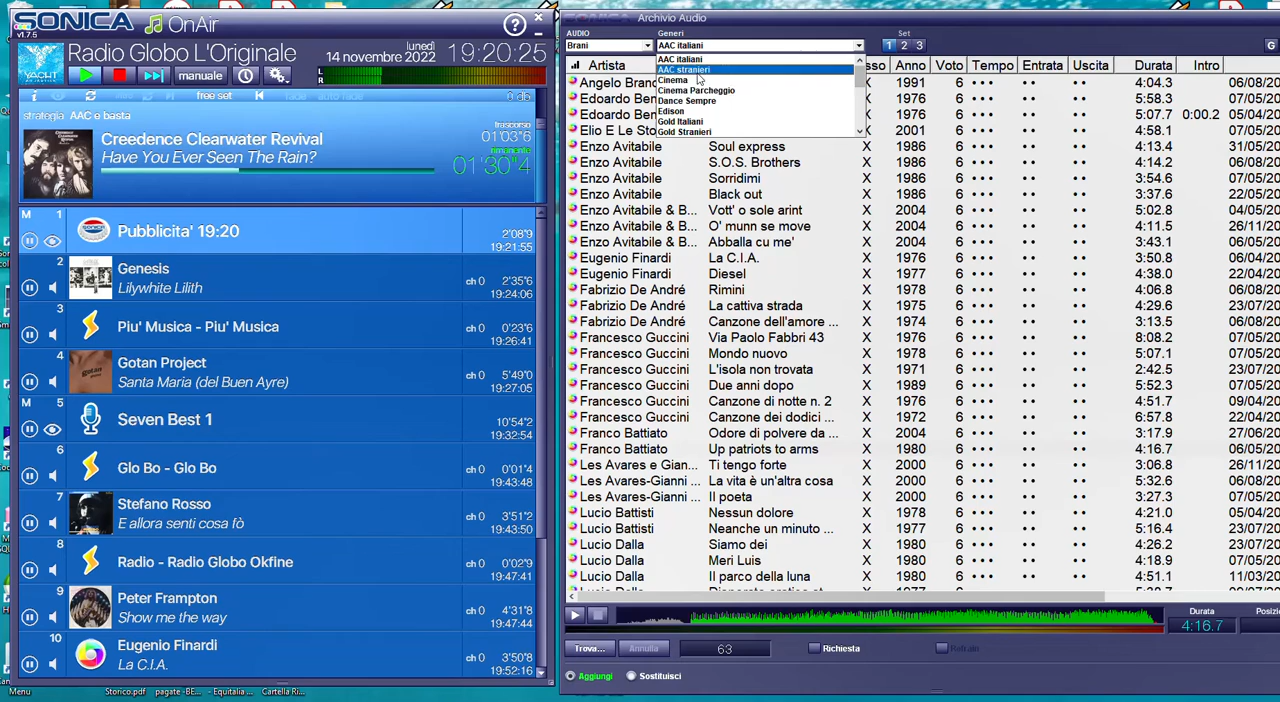 SONICA OnAir
v1.7.5
Radio Globo L'Originale
lunedì
14 novembre 2022
19:20:25
YACHT
manuale
L
R
free set
fade auto fade
strategia AAC e basta
Creedence Clearwater Revival
Have You Ever Seen The Rain?
trascorso
01'03"6
rimanente
01'30"4
M 1
Pubblicita' 19:20
2'08"9
19:21:55
2
Genesis
Lilywhite Lilith
ch 0 2'35"6
19:24:06
3
Piu' Musica - Piu' Musica
ch 0 0'23"6
19:26:41
4
Gotan Project
Santa Maria (del Buen Ayre)
ch 0 5'49"0
19:27:05
M 5
Seven Best 1
10'54"2
19:32:54
6
Glo Bo - Glo Bo
ch 0 0'01"4
19:43:48
7
Stefano Rosso
E allora senti cosa fò
ch 0 3'51"2
19:43:50
8
Radio - Radio Globo Okfine
ch 0 0'02"9
19:47:41
9
Peter Frampton
Show me the way
ch 0 4'31"8
19:47:44
10
Eugenio Finardi
La C.I.A.
ch 0 3'50"8
19:52:16
Menu Storico.pdf pagate -BE... - Equitalia ... Cartella Ri...
Archivio Audio
AUDIO Generi Set
Brani AAC italiani 1 2 3 G
AAC italiani
AAC stranieri
Cinema
Cinema Parcheggio
Dance Sempre
Edison
Gold Italiani
Gold Stranieri
Artista sso Anno Voto Tempo Entrata Uscita Durata Intro
Angelo Branc 1991 6 4:04.3 06/08/20
Edoardo Ben 1976 6 5:58.3 07/05/20
Edoardo Ben 1976 6 5:07.7 0:00.2 05/04/20
Elio E Le Sto 2001 6 4:58.1 07/05/20
Enzo Avitabile Soul express X 1986 6 4:13.4 31/05/20
Enzo Avitabile S.O.S. Brothers X 1986 6 4:14.2 06/08/20
Enzo Avitabile Sorridimi X 1986 6 3:54.6 07/05/20
Enzo Avitabile Black out X 1986 6 3:37.6 22/05/20
Enzo Avitabile & B... Vott' o sole arint X 2004 6 5:02.8 04/05/20
Enzo Avitabile & B... O' munn se move X 2004 6 4:11.5 26/11/20
Enzo Avitabile & B... Abballa cu me' X 2004 6 3:43.1 06/05/20
Eugenio Finardi La C.I.A. X 1976 6 3:50.8 06/08/20
Eugenio Finardi Diesel X 1977 6 4:38.0 22/04/20
Fabrizio De André Rimini X 1978 6 4:06.8 06/08/20
Fabrizio De André La cattiva strada X 1975 6 4:29.6 23/07/20
Fabrizio De André Canzone dell'amore ... X 1974 6 3:13.5 06/08/20
Francesco Guccini Via Paolo Fabbri 43 X 1976 6 8:08.2 07/05/20
Francesco Guccini Mondo nuovo X 1978 6 5:07.1 07/05/20
Francesco Guccini L'isola non trovata X 1971 6 2:42.5 23/07/20
Francesco Guccini Due anni dopo X 1989 6 5:52.3 07/05/20
Francesco Guccini Canzone di notte n. 2 X 1976 6 4:51.7 09/07/20
Francesco Guccini Canzone dei dodici ... X 1972 6 6:57.8 22/04/20
Franco Battiato Odore di polvere da ... X 2004 6 3:17.9 27/06/20
Franco Battiato Up patriots to arms X 1980 6 4:16.7 07/05/20
Les Avares e Gian... Ti tengo forte X 2000 6 3:06.8 26/11/20
Les Avares-Gianni ... La vita è un'altra cosa X 2000 6 5:32.6 08/08/20
Les Avares-Gianni ... Il poeta X 2000 6 3:27.3 07/05/20
Lucio Battisti Nessun dolore X 1978 6 4:21.0 05/04/20
Lucio Battisti Neanche un minuto ... X 1977 6 5:16.4 23/07/20
Lucio Dalla Siamo dei X 1980 6 4:26.2 13/08/20
Lucio Dalla Meri Luis X 1980 6 4:26.8 07/05/20
Lucio Dalla Il parco della luna X 1980 6 4:51.1 11/03/20
Durata Posizio
4:16.7
Trova... Annulla 63 Richiesta Refrain
Aggiungi Sostituisci